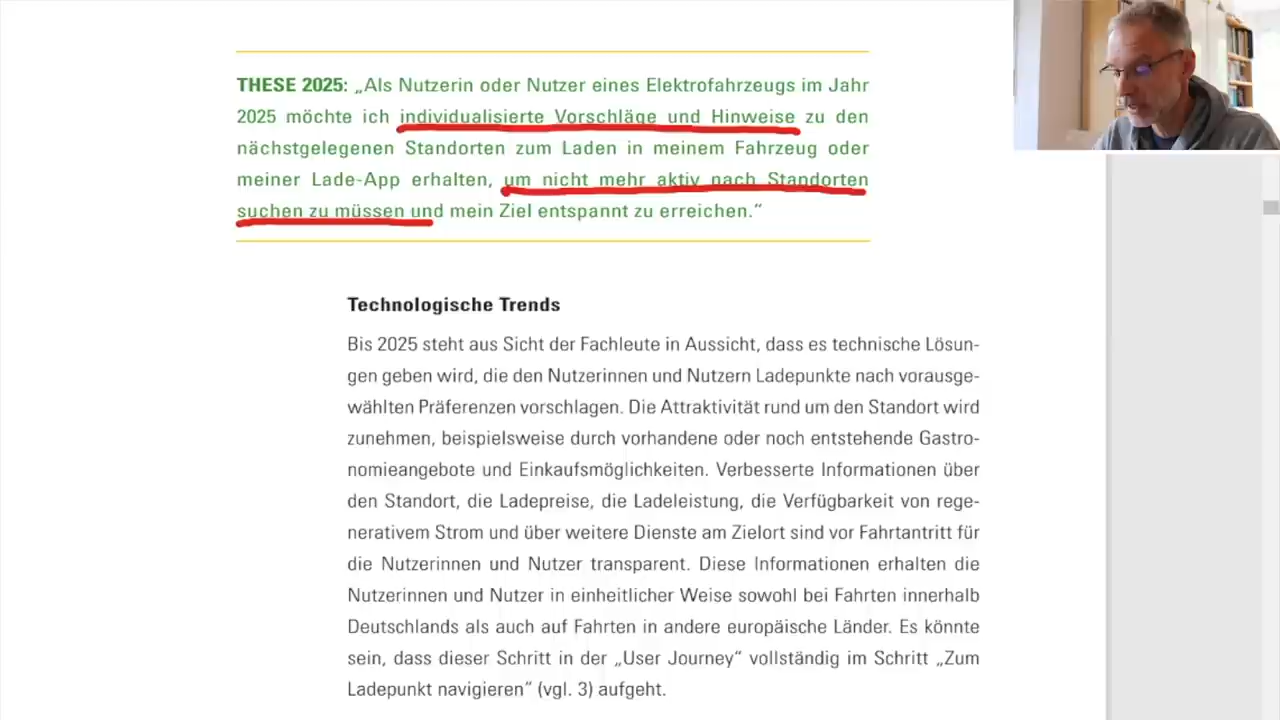 THESE 2025: „Als Nutzerin oder Nutzer eines Elektrofahrzeugs im Jahr
2025 möchte ich individualisierte Vorschläge und Hinweise zu den
nächstgelegenen Standorten zum Laden in meinem Fahrzeug oder
meiner Lade-App erhalten, um nicht mehr aktiv nach Standorten
suchen zu müssen und mein Ziel entspannt zu erreichen.“
Technologische Trends
Bis 2025 steht aus Sicht der Fachleute in Aussicht, dass es technische Lösun-
gen geben wird, die den Nutzerinnen und Nutzern Ladepunkte nach vorausge-
wählten Präferenzen vorschlagen. Die Attraktivität rund um den Standort wird
zunehmen, beispielsweise durch vorhandene oder noch entstehende Gastro-
nomieangebote und Einkaufsmöglichkeiten. Verbesserte Informationen über
den Standort, die Ladepreise, die Ladeleistung, die Verfügbarkeit von rege-
nerativem Strom und über weitere Dienste am Zielort sind vor Fahrtantritt für
die Nutzerinnen und Nutzer transparent. Diese Informationen erhalten die
Nutzerinnen und Nutzer in einheitlicher Weise sowohl bei Fahrten innerhalb
Deutschlands als auch auf Fahrten in andere europäische Länder. Es könnte
sein, dass dieser Schritt in der „User Journey“ vollständig im Schritt „Zum
Ladepunkt navigieren“ (vgl. 3) aufgeht.